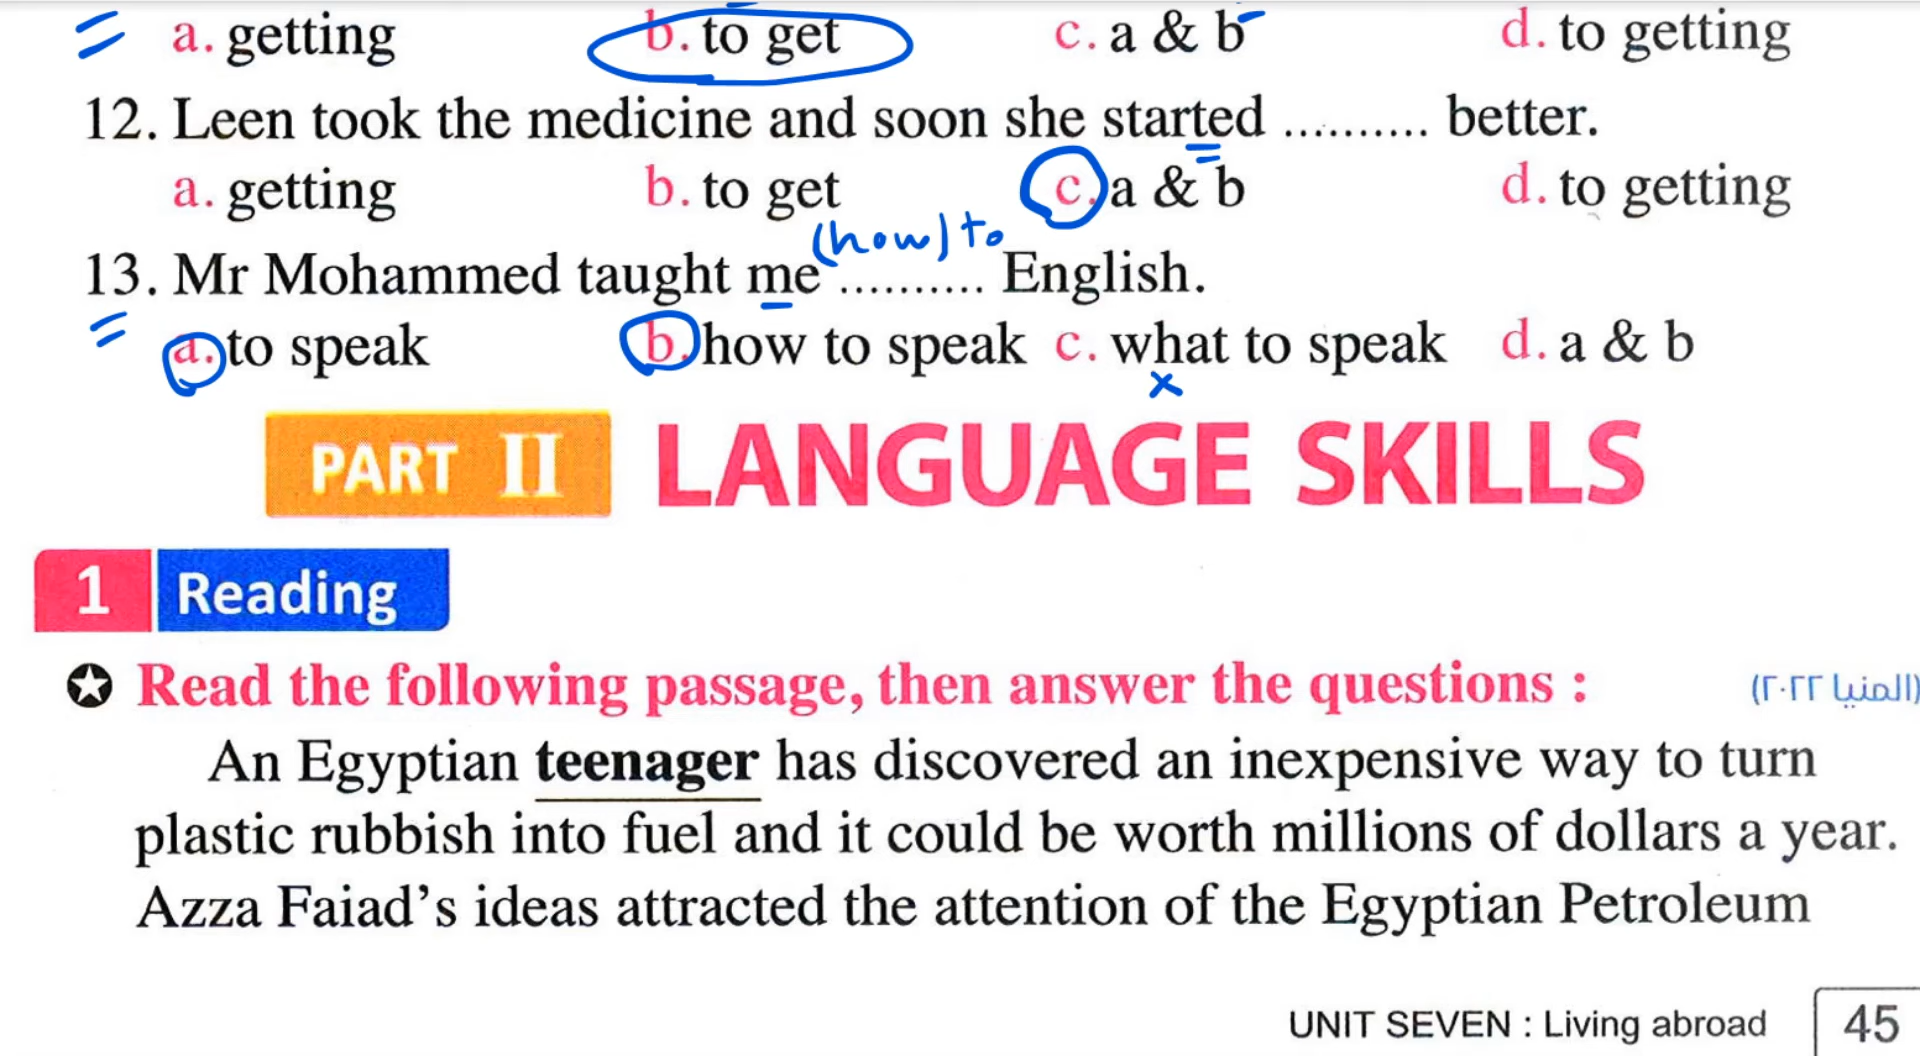 a. getting b. to get c. a & b d. to getting
12. Leen took the medicine and soon she started .......... better.
a. getting b. to get c. a & b d. to getting
(how) to
13. Mr Mohammed taught me .......... English.
a. to speak b. how to speak c. what to speak d. a & b
PART II LANGUAGE SKILLS
1 Reading
Read the following passage, then answer the questions : (المنيا ٢٠٢٢)
An Egyptian teenager has discovered an inexpensive way to turn
plastic rubbish into fuel and it could be worth millions of dollars a year.
Azza Faiad’s ideas attracted the attention of the Egyptian Petroleum
UNIT SEVEN : Living abroad 45